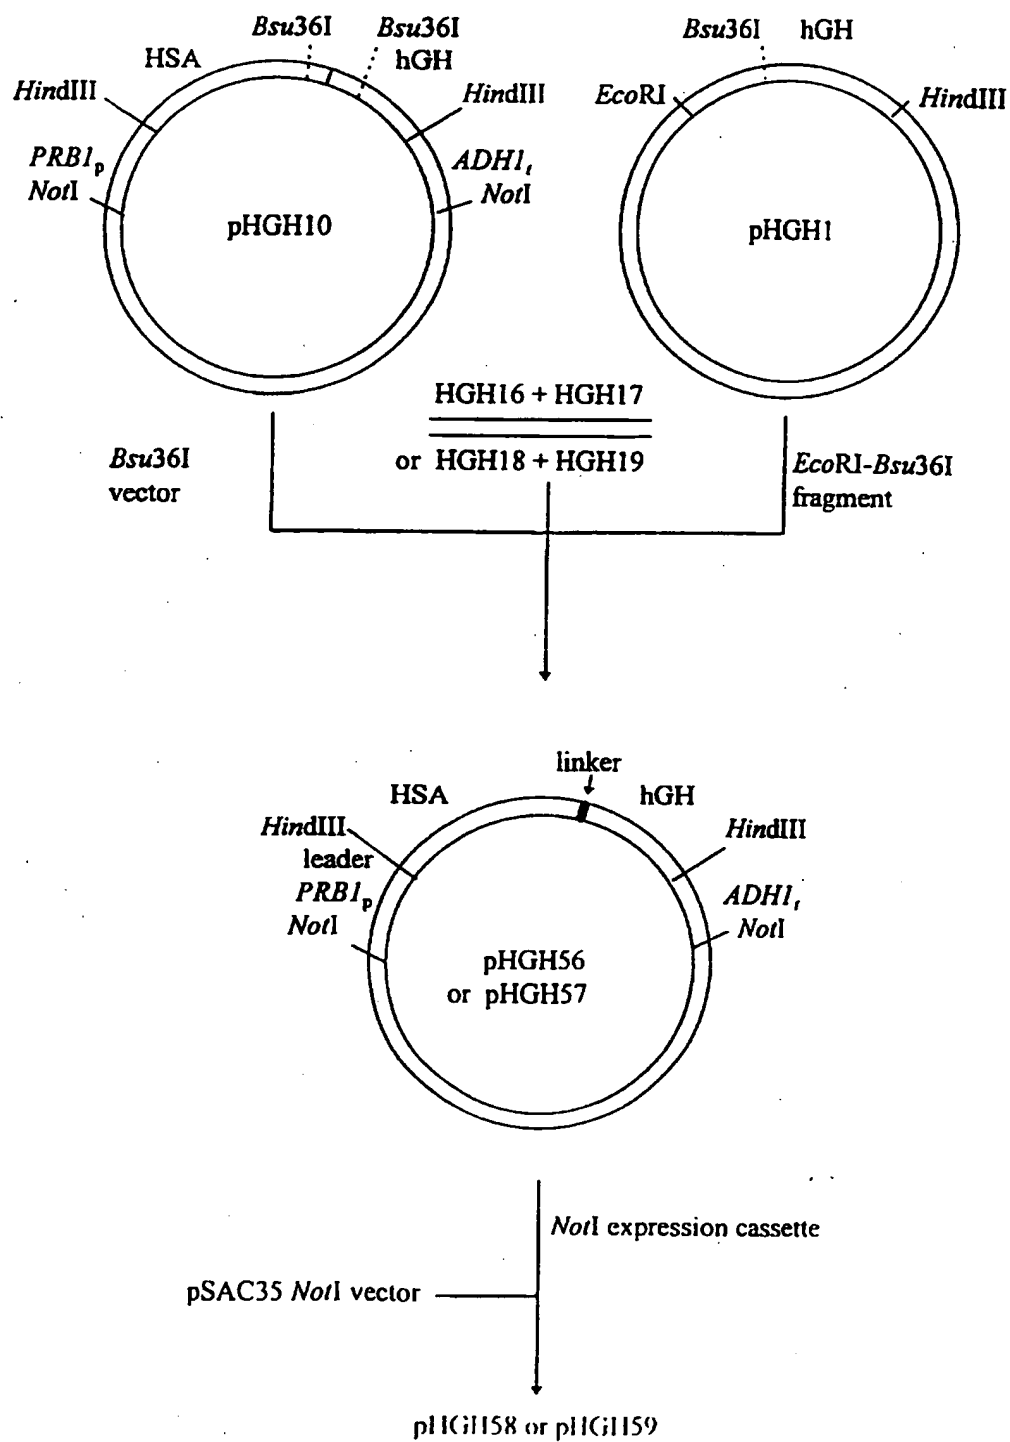 Bsu36I
Bsu36I
HSA
hGH
HindIII
HindIII
PRB1p
ADH1t
NotI
NotI
pHGH10
Bsu36I
hGH
EcoRI
HindIII
pHGH1
HGH16 + HGH17
or HGH18 + HGH19
Bsu36I
vector
EcoRI-Bsu36I
fragment
linker
HSA
hGH
HindIII
HindIII
leader
PRB1p
ADH1t
NotI
NotI
pHGH56
or pHGH57
NotI expression cassette
pSAC35 NotI vector
pHGH58 or pHGH59